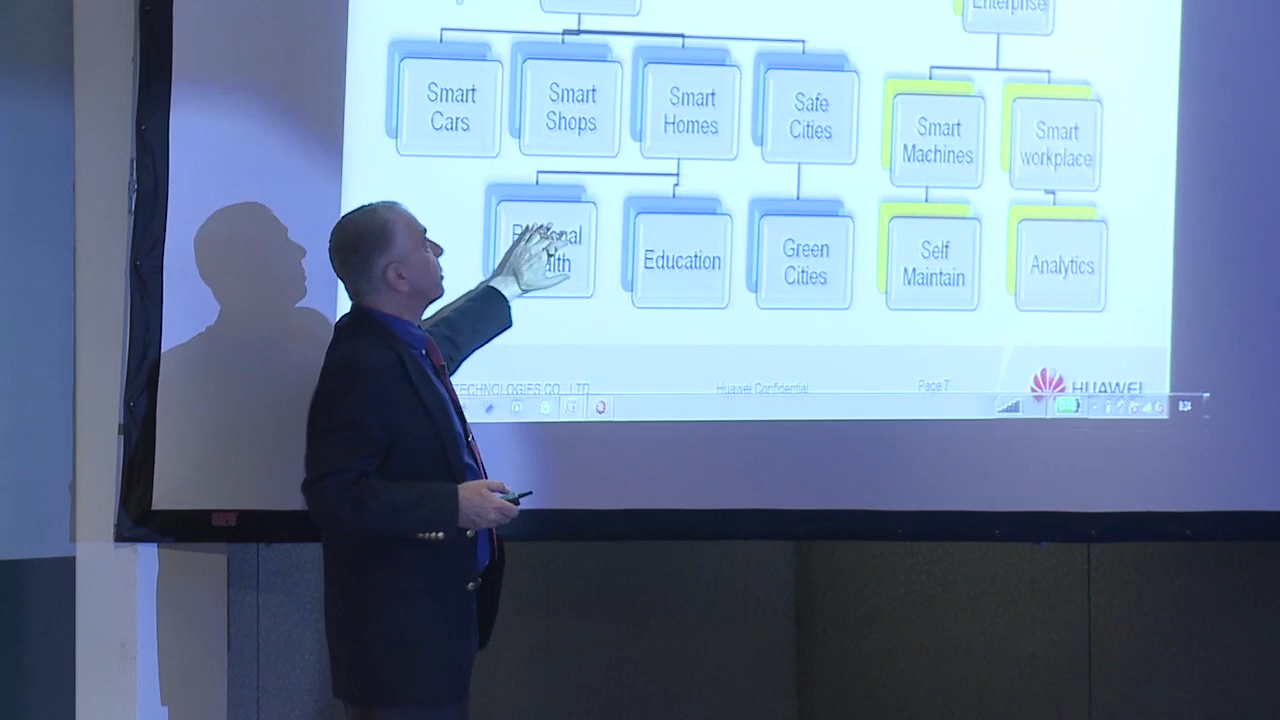 Enterprise
Smart
Cars
Smart
Shops
Smart
Homes
Safe
Cities
Smart
Machines
Smart
workplace
Education
Green
Cities
Self
Maintain
Analytics
TECHNOLOGIES CO., LTD.
Huawei Confidential
Page 7
HUAWEI